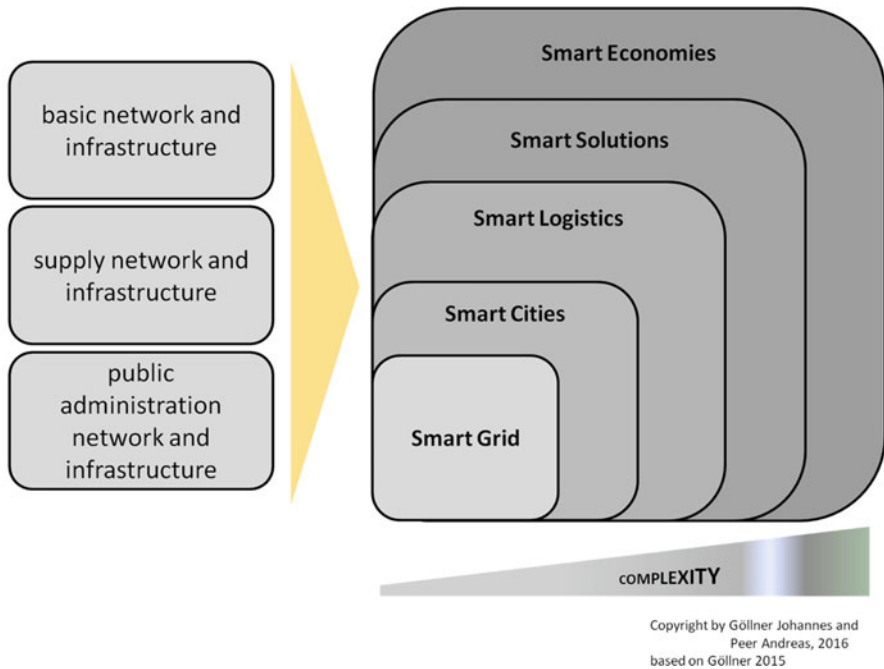 basic network and
infrastructure
supply network and
infrastructure
public
administration
network and
infrastructure
Smart Economies
Smart Solutions
Smart Logistics
Smart Cities
Smart Grid
COMPLEXITY
Copyright by Göllner Johannes and
Peer Andreas, 2016
based on Göllner 2015